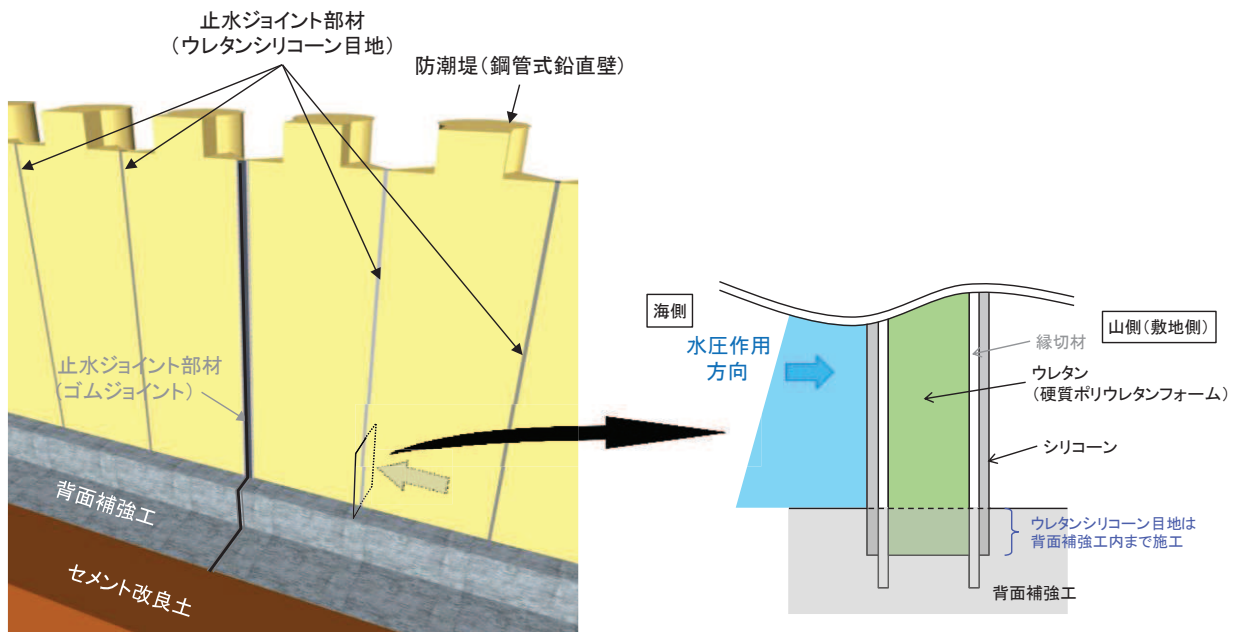 止水ジョイント部材
（ウレタンシリコーン目地）
防潮堤（鋼管式鉛直壁）
止水ジョイント部材
（ゴムジョイント）
背面補強工
セメント改良土
海側
水圧作用
方向
山側（敷地側）
縁切材
ウレタン
（硬質ポリウレタンフォーム）
シリコーン
ウレタンシリコーン目地は
背面補強工内まで施工
背面補強工